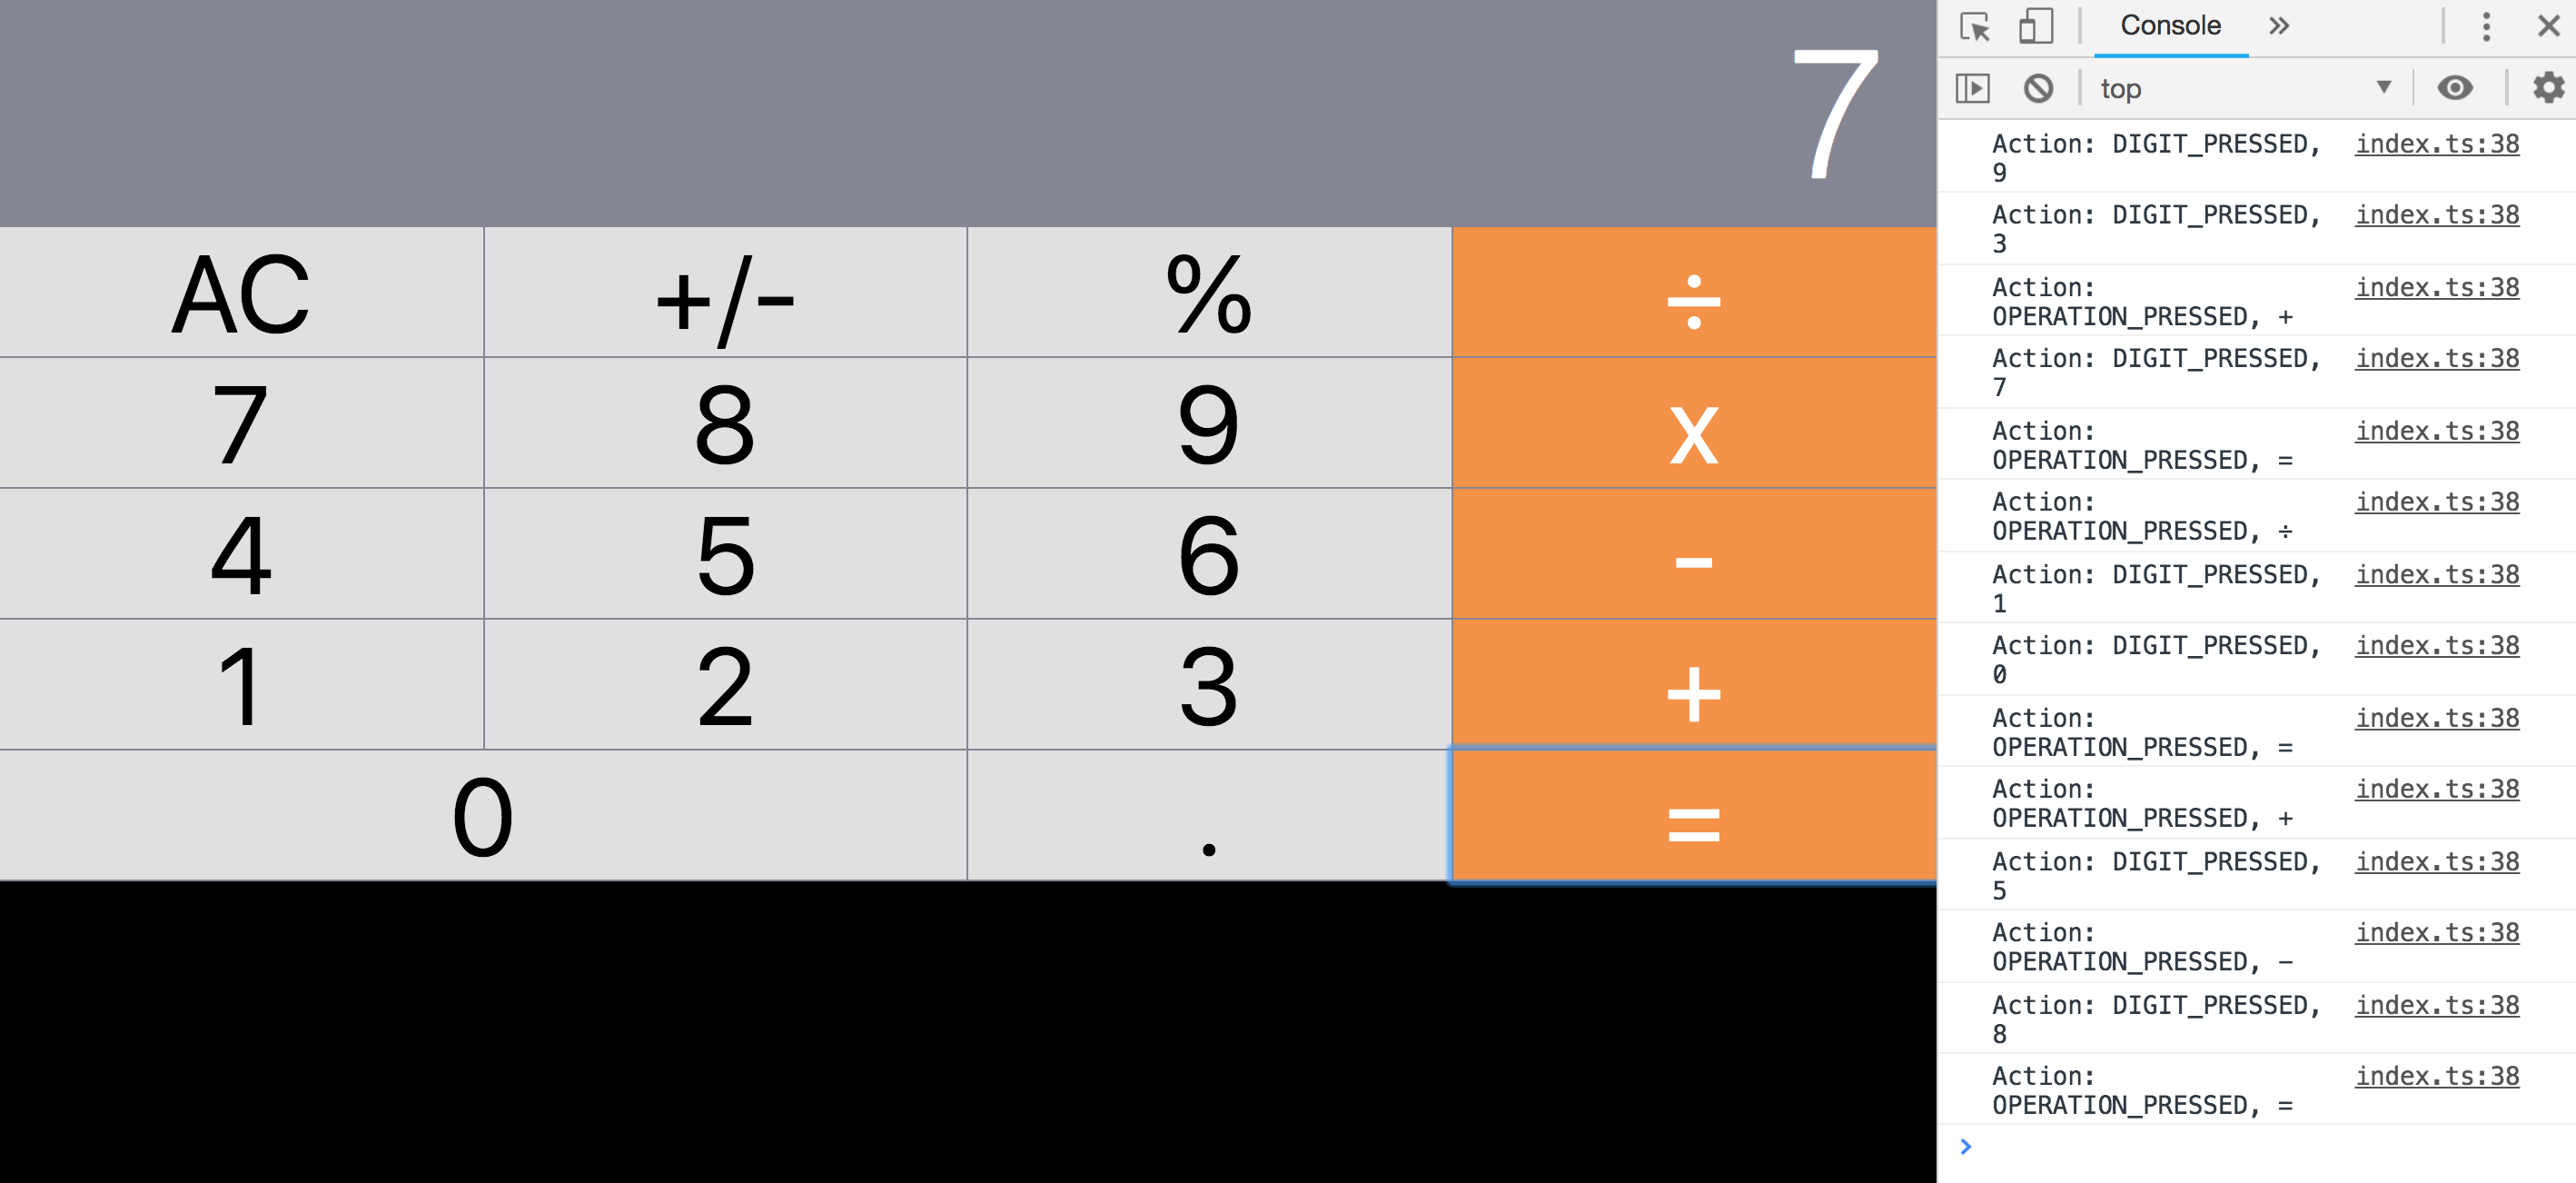 7
AC +/- % ÷
7 8 9 x
4 5 6 -
1 2 3 +
0 . =
Console »
top
Action: DIGIT_PRESSED, index.ts:38
9
Action: DIGIT_PRESSED, index.ts:38
3
Action: index.ts:38
OPERATION_PRESSED, +
Action: DIGIT_PRESSED, index.ts:38
7
Action: index.ts:38
OPERATION_PRESSED, =
Action: index.ts:38
OPERATION_PRESSED, ÷
Action: DIGIT_PRESSED, index.ts:38
1
Action: DIGIT_PRESSED, index.ts:38
0
Action: index.ts:38
OPERATION_PRESSED, =
Action: index.ts:38
OPERATION_PRESSED, +
Action: DIGIT_PRESSED, index.ts:38
5
Action: index.ts:38
OPERATION_PRESSED, −
Action: DIGIT_PRESSED, index.ts:38
8
Action: index.ts:38
OPERATION_PRESSED, =